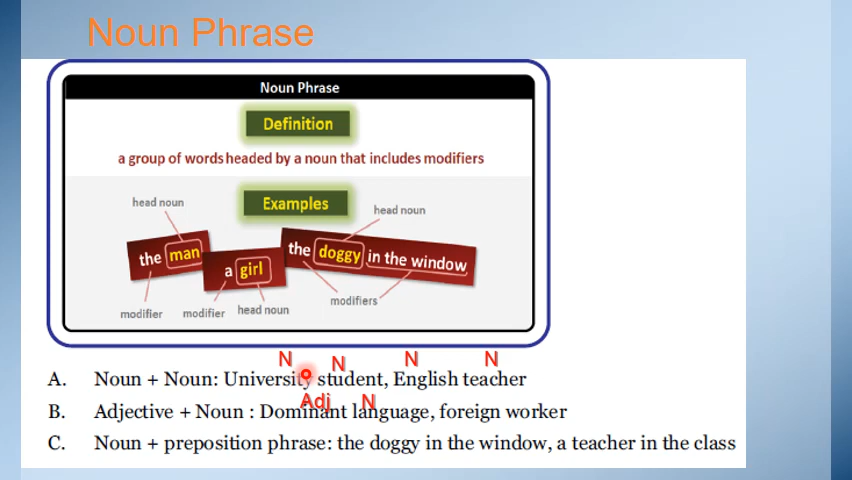 Noun Phrase
Noun Phrase
Definition
a group of words headed by a noun that includes modifiers
Examples
head noun
head noun
the man
a girl
the doggy in the window
modifier
modifier
head noun
modifiers
N N N N
A. Noun + Noun: University student, English teacher
Adj N
B. Adjective + Noun : Dominant language, foreign worker
C. Noun + preposition phrase: the doggy in the window, a teacher in the class